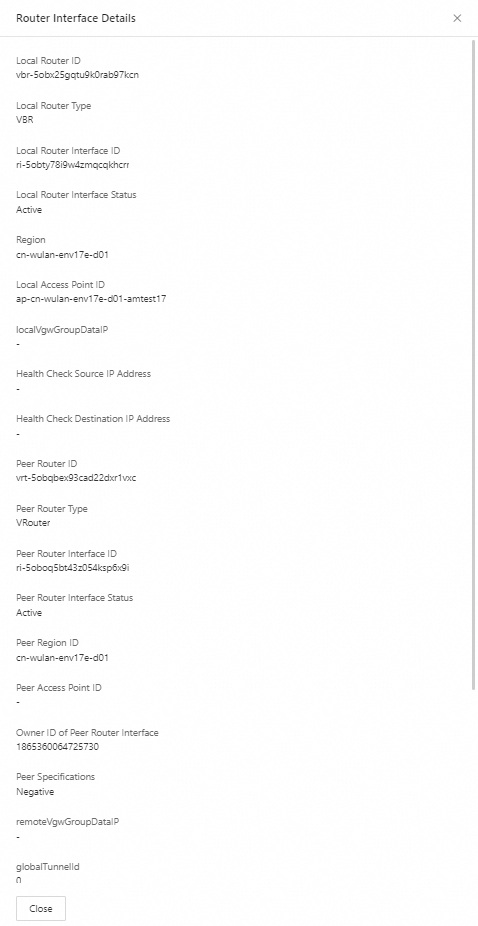 Router Interface Details
Local Router ID
vbr-5obx25gqtu9k0rab97kcn
Local Router Type
VBR
Local Router Interface ID
ri-5obty78i9w4zmqcqkhcrr
Local Router Interface Status
Active
Region
cn-wulan-env17e-d01
Local Access Point ID
ap-cn-wulan-env17e-d01-amtest17
localVgwGroupDataIP
-
Health Check Source IP Address
-
Health Check Destination IP Address
-
Peer Router ID
vrt-5obqbex93cad22dxr1vxc
Peer Router Type
VRouter
Peer Router Interface ID
ri-5oboq5bt43z054ksp6x9i
Peer Router Interface Status
Active
Peer Region ID
cn-wulan-env17e-d01
Peer Access Point ID
-
Owner ID of Peer Router Interface
1865360064725730
Peer Specifications
Negative
remoteVgwGroupDataIP
-
globalTunnelId
0
Close